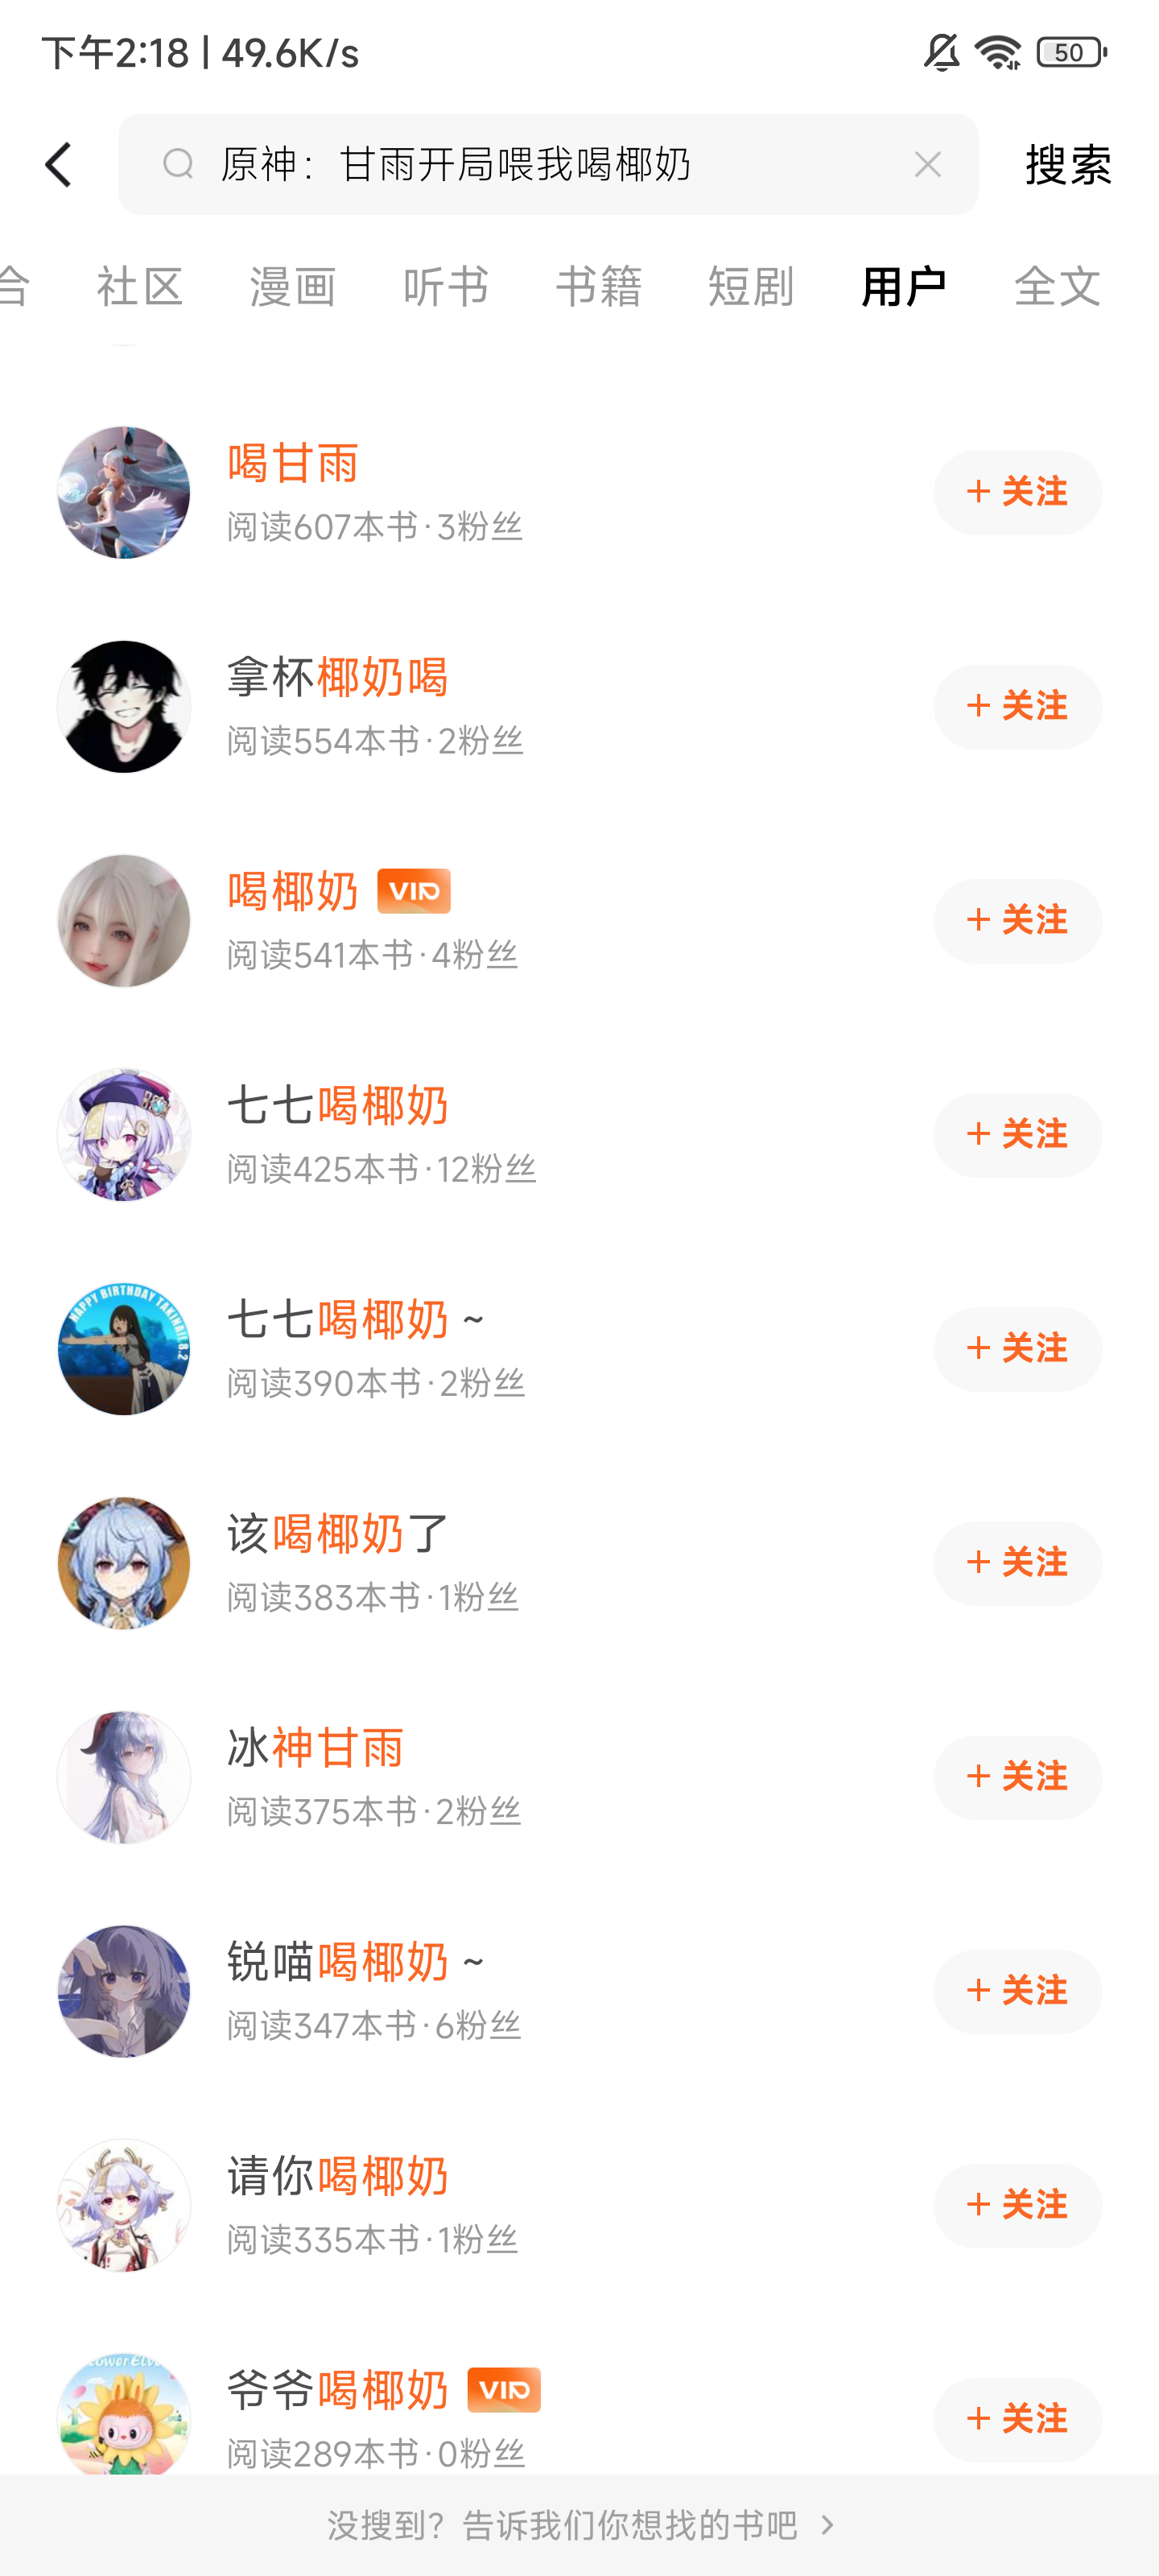 下午2:18 | 49.6K/s 50
原神：甘雨开局喂我喝椰奶 搜索
合 社区 漫画 听书 书籍 短剧 用户 全文
喝甘雨
阅读607本书·3粉丝
+ 关注
拿杯椰奶喝
阅读554本书·2粉丝
+ 关注
喝椰奶 VIP
阅读541本书·4粉丝
+ 关注
七七喝椰奶
阅读425本书·12粉丝
+ 关注
HAPPY BIRTHDAY TAKINA!! 8.2
七七喝椰奶 ~
阅读390本书·2粉丝
+ 关注
该喝椰奶了
阅读383本书·1粉丝
+ 关注
冰神甘雨
阅读375本书·2粉丝
+ 关注
锐喵喝椰奶 ~
阅读347本书·6粉丝
+ 关注
请你喝椰奶
阅读335本书·1粉丝
+ 关注
爷爷喝椰奶 VIP
阅读289本书·0粉丝
+ 关注
没搜到？告诉我们你想找的书吧 >